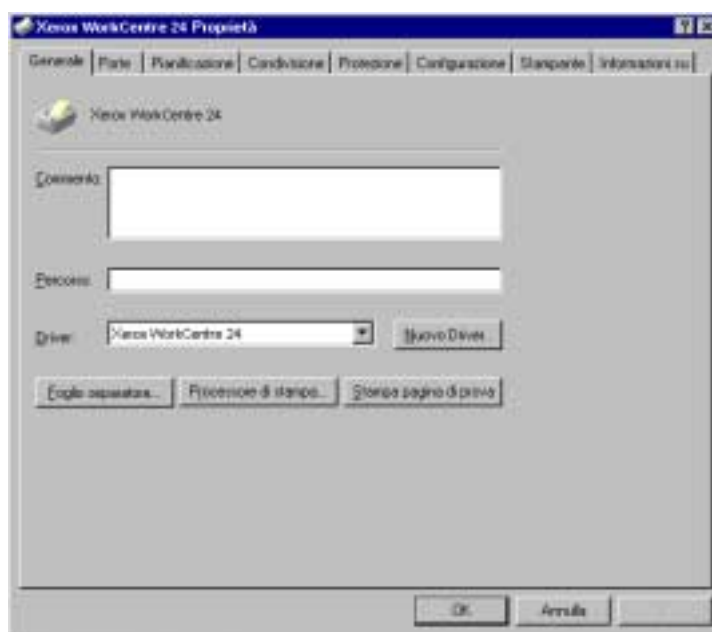 Xerox WorkCentre 24 Proprietà
Generale Porte Pianificazione Condivisione Protezione Configurazione Stampante Informazioni su
Xerox WorkCentre 24
Commento:
Percorso:
Driver: Xerox WorkCentre 24 Nuovo Driver...
Foglio separatore... Processore di stampa... Stampa pagina di prova
OK Annulla